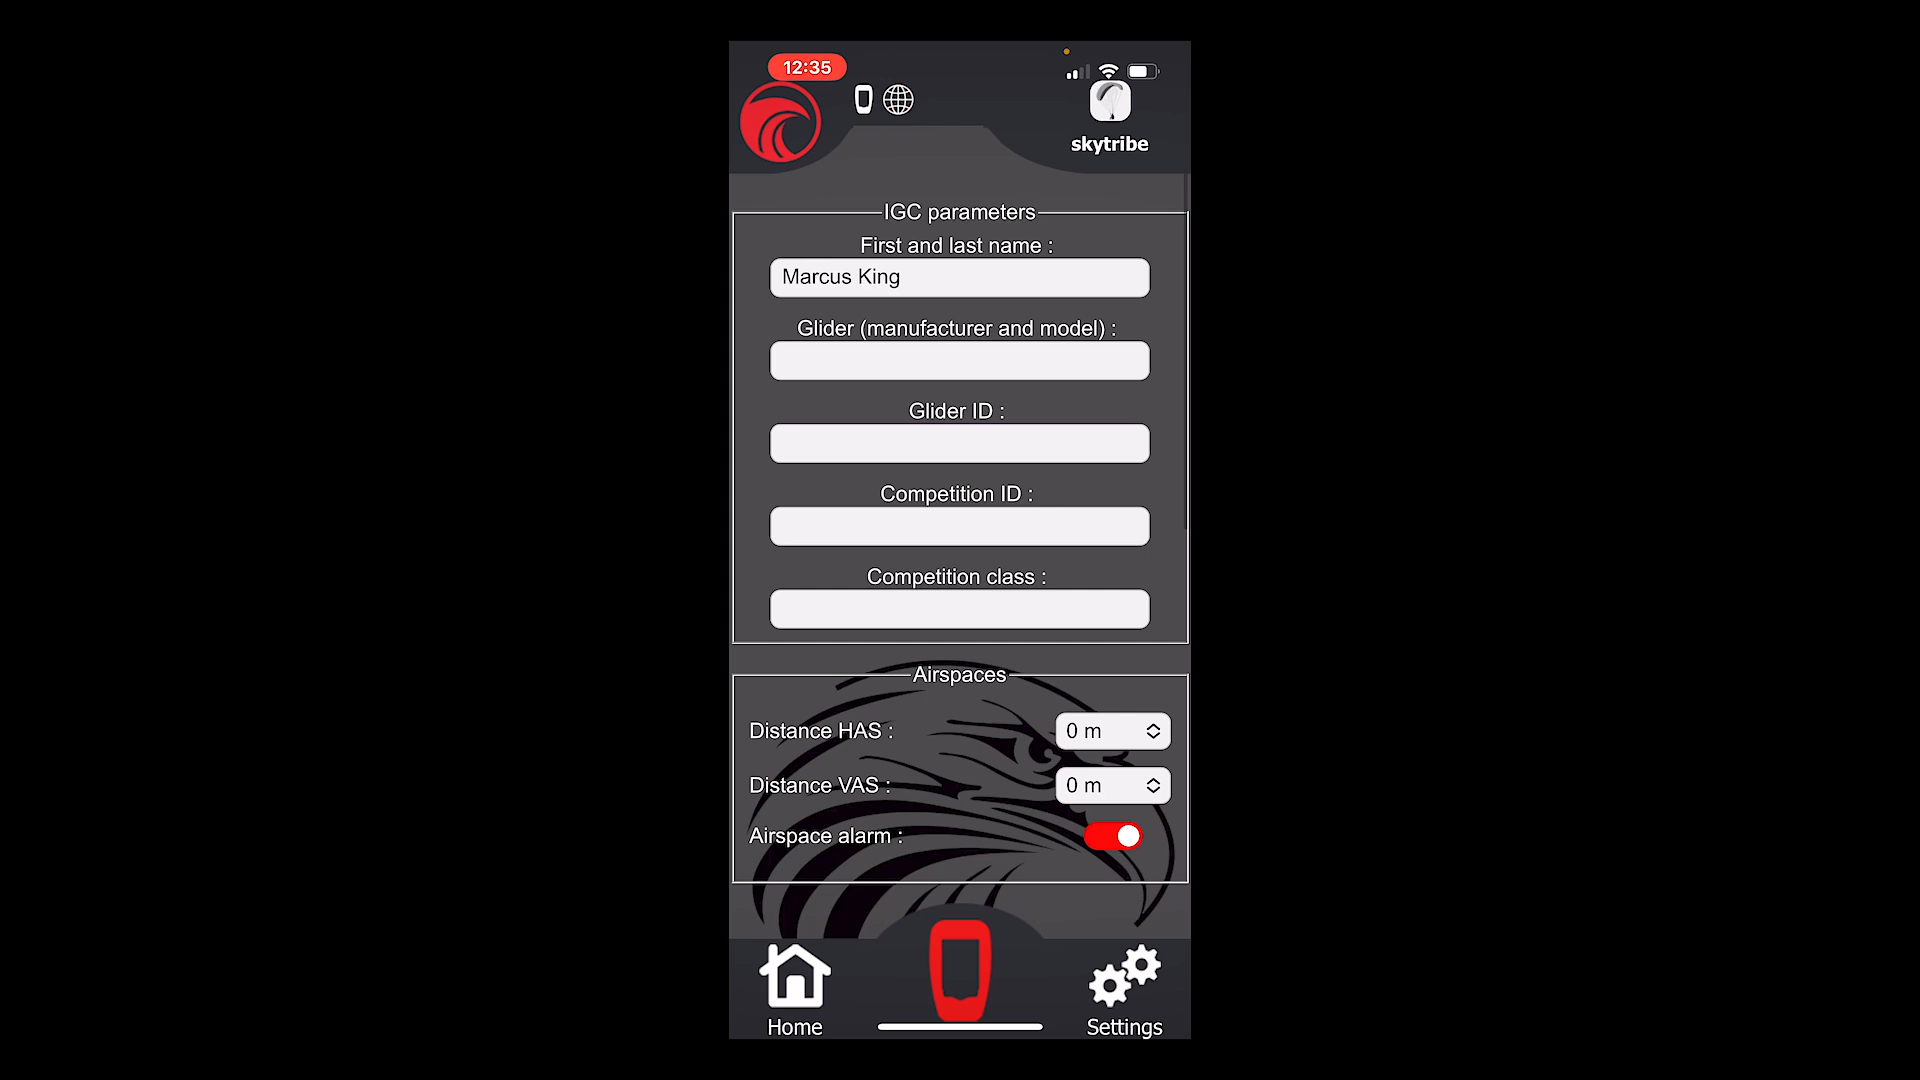 12:35
skytribe
IGC parameters
First and last name :
Marcus King
Glider (manufacturer and model) :
Glider ID :
Competition ID :
Competition class :
Airspaces
Distance HAS :
0 m
Distance VAS :
0 m
Airspace alarm :
Home
Settings